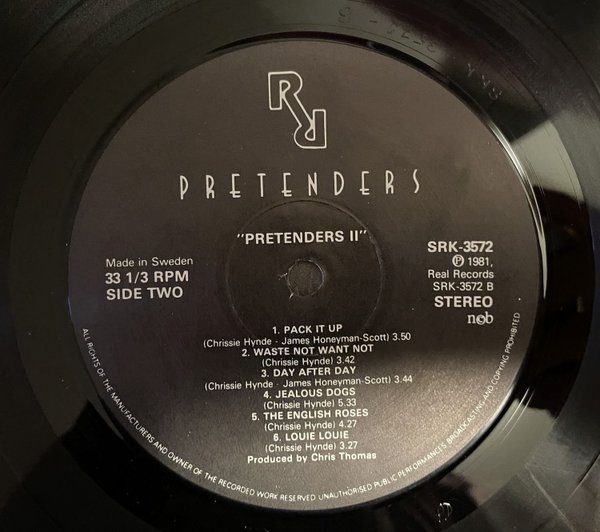 PRETENDERS
"PRETENDERS II"
Made in Sweden
33 1/3 RPM
SIDE TWO
SRK-3572
Ⓟ 1981,
Real Records
SRK-3572 B
STEREO
ncb
1. PACK IT UP
(Chrissie Hynde - James Honeyman-Scott) 3.50
2. WASTE NOT WANT NOT
(Chrissie Hynde) 3.42
3. DAY AFTER DAY
(Chrissie Hynde - James Honeyman-Scott) 3.44
4. JEALOUS DOGS
(Chrissie Hynde) 5.33
5. THE ENGLISH ROSES
(Chrissie Hynde) 4.27
6. LOUIE LOUIE
(Chrissie Hynde) 3.27
Produced by Chris Thomas
ALL RIGHTS OF THE MANUFACTURERS AND OWNER OF THE RECORDED WORK RESERVED UNAUTHORISED PUBLIC PERFORMANCES BROADCASTING AND COPYING PROHIBITED